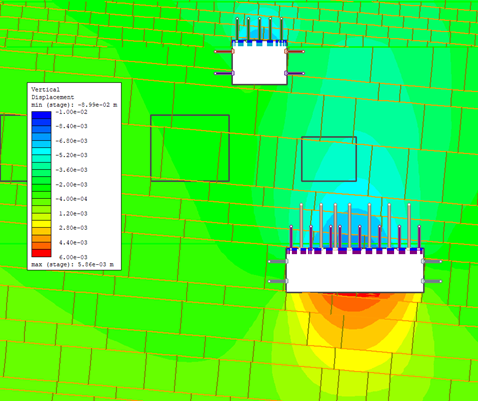 Vertical
Displacement
min (stage): -8.99e-02 m
-1.00e-02
-8.40e-03
-6.80e-03
-5.20e-03
-3.60e-03
-2.00e-03
-4.00e-04
1.20e-03
2.80e-03
4.40e-03
6.00e-03
max (stage): 5.86e-03 m